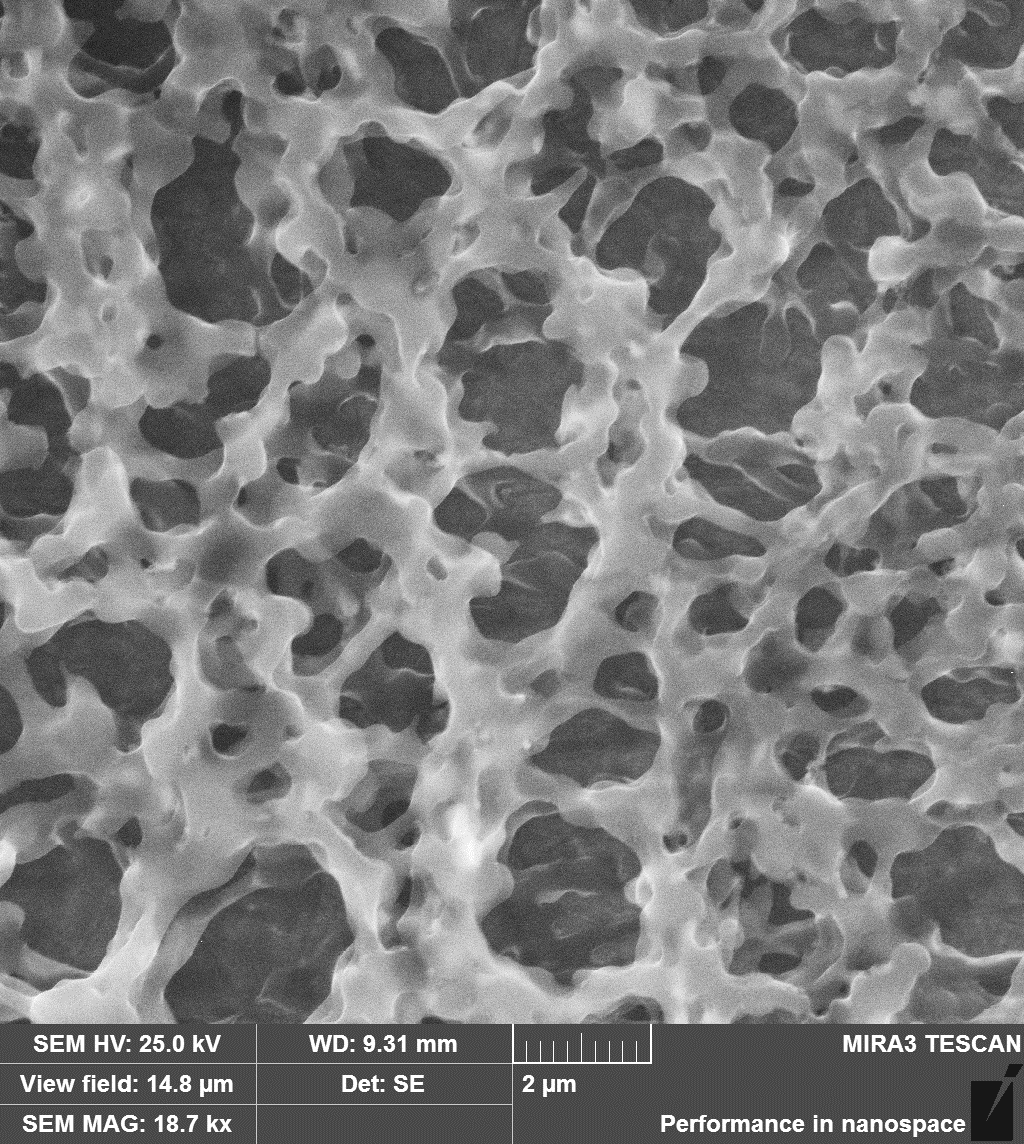 SEM HV: 25.0 kV
WD: 9.31 mm
MIRA3 TESCAN
View field: 14.8 µm
Det: SE
2 µm
SEM MAG: 18.7 kx
Performance in nanospace